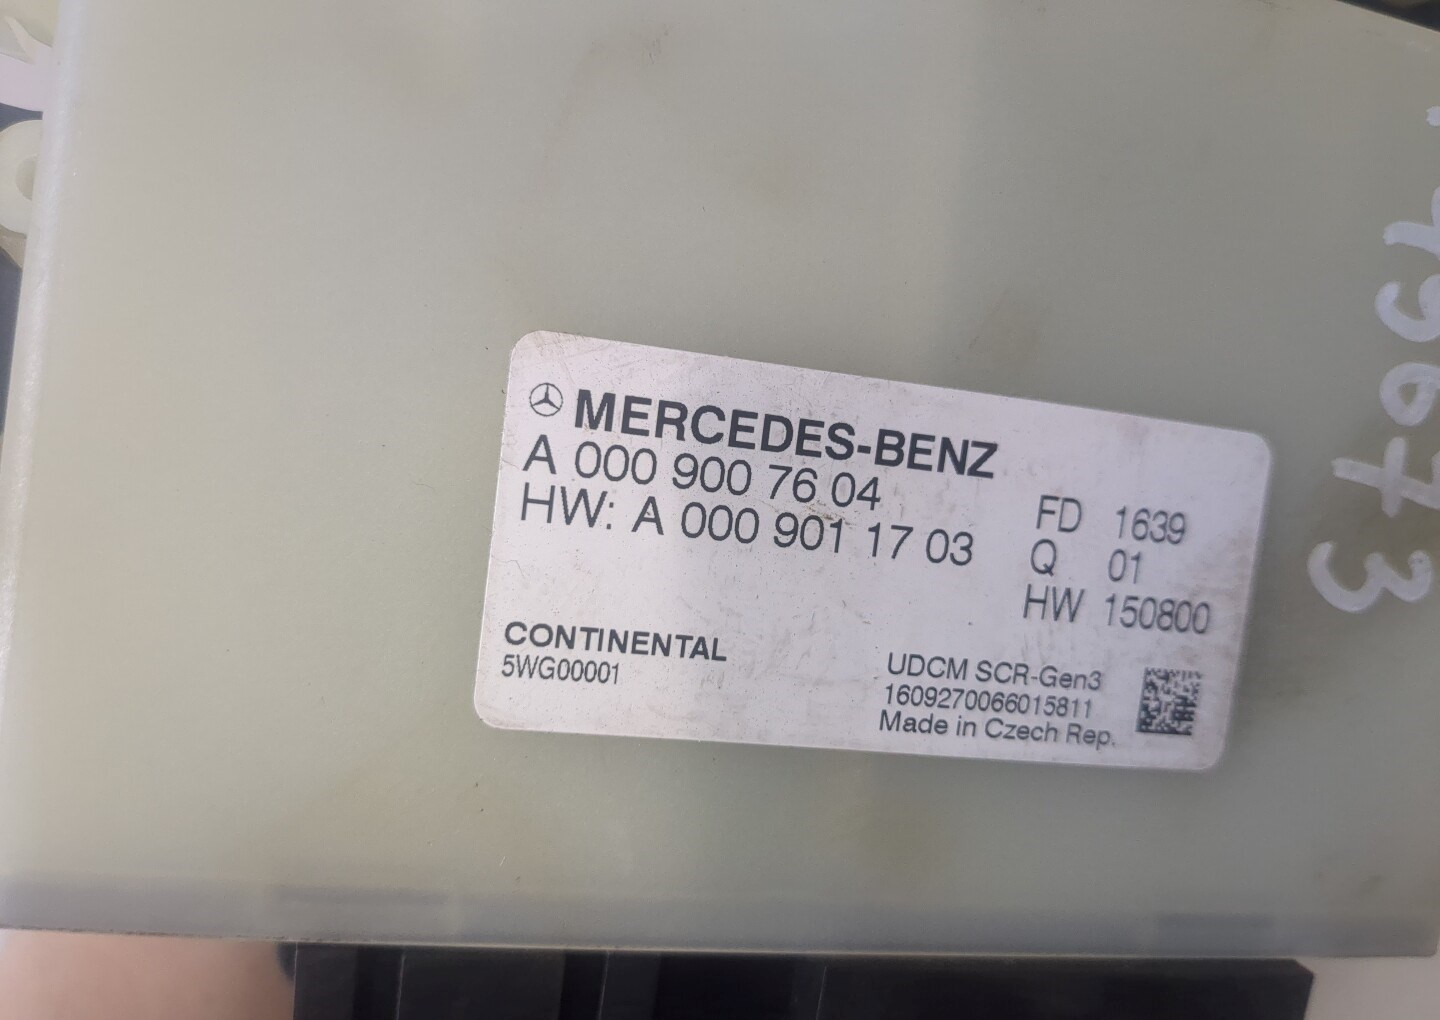 MERCEDES-BENZ
A 000 900 76 04
HW: A 000 901 17 03
FD 1639
Q 01
HW 150800
CONTINENTAL
5WG00001
UDCM SCR-Gen3
1609270066015811
Made in Czech Rep.